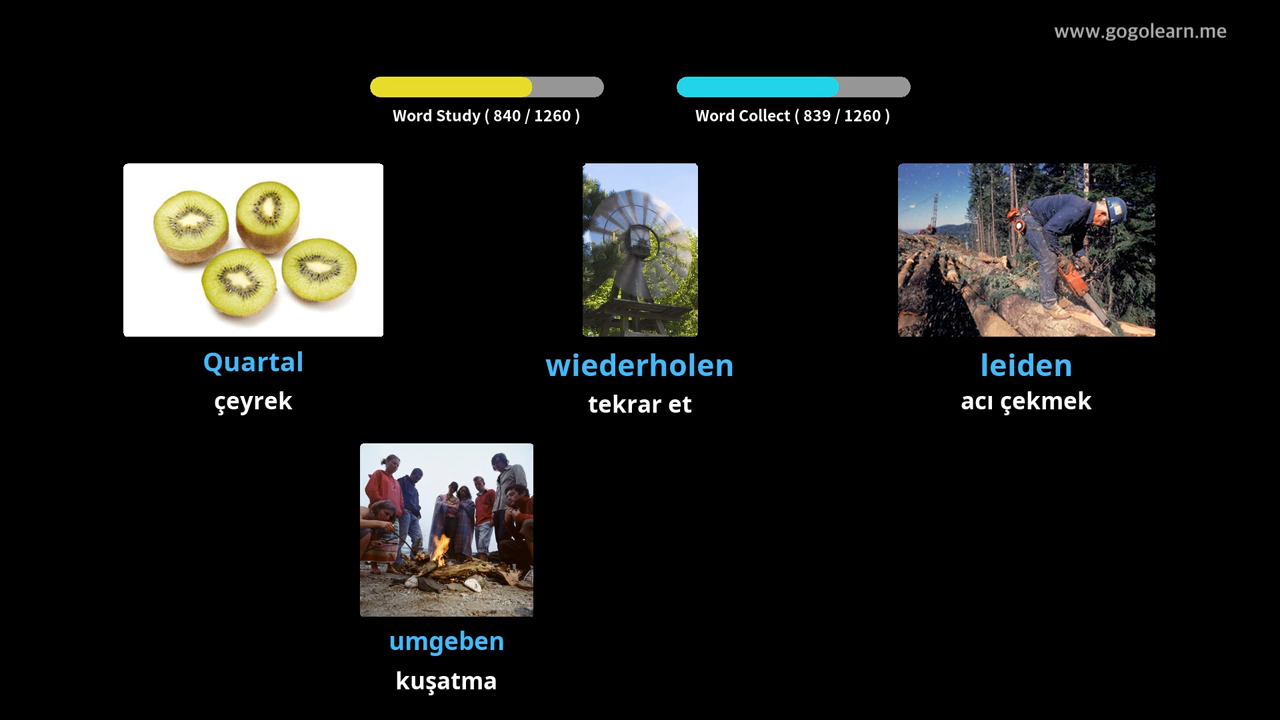 www.gogolearn.me
Word Study ( 840 / 1260 )
Word Collect ( 839 / 1260 )
Quartal
çeyrek
wiederholen
tekrar et
leiden
acı çekmek
umgeben
kuşatma